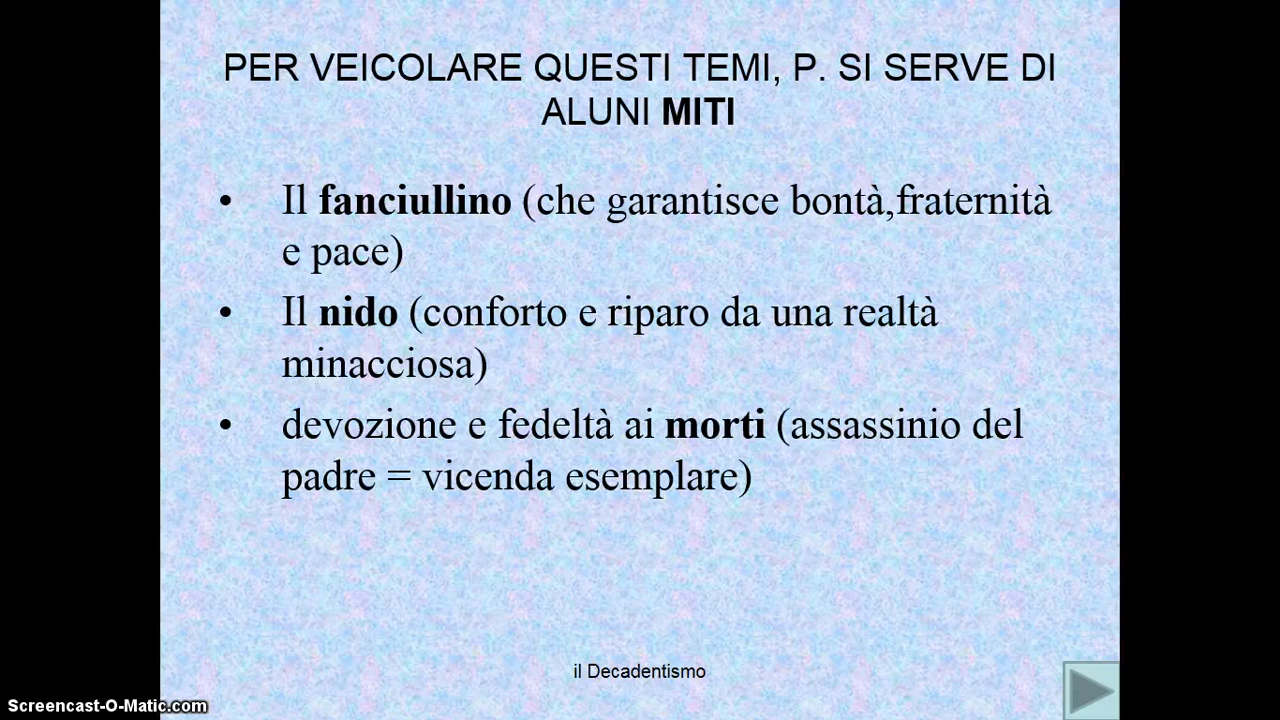 PER VEICOLARE QUESTI TEMI, P. SI SERVE DI
ALUNI MITI
• Il fanciullino (che garantisce bontà,fraternità
e pace)
• Il nido (conforto e riparo da una realtà
minacciosa)
• devozione e fedeltà ai morti (assassinio del
padre = vicenda esemplare)
il Decadentismo
Screencast-O-Matic.com